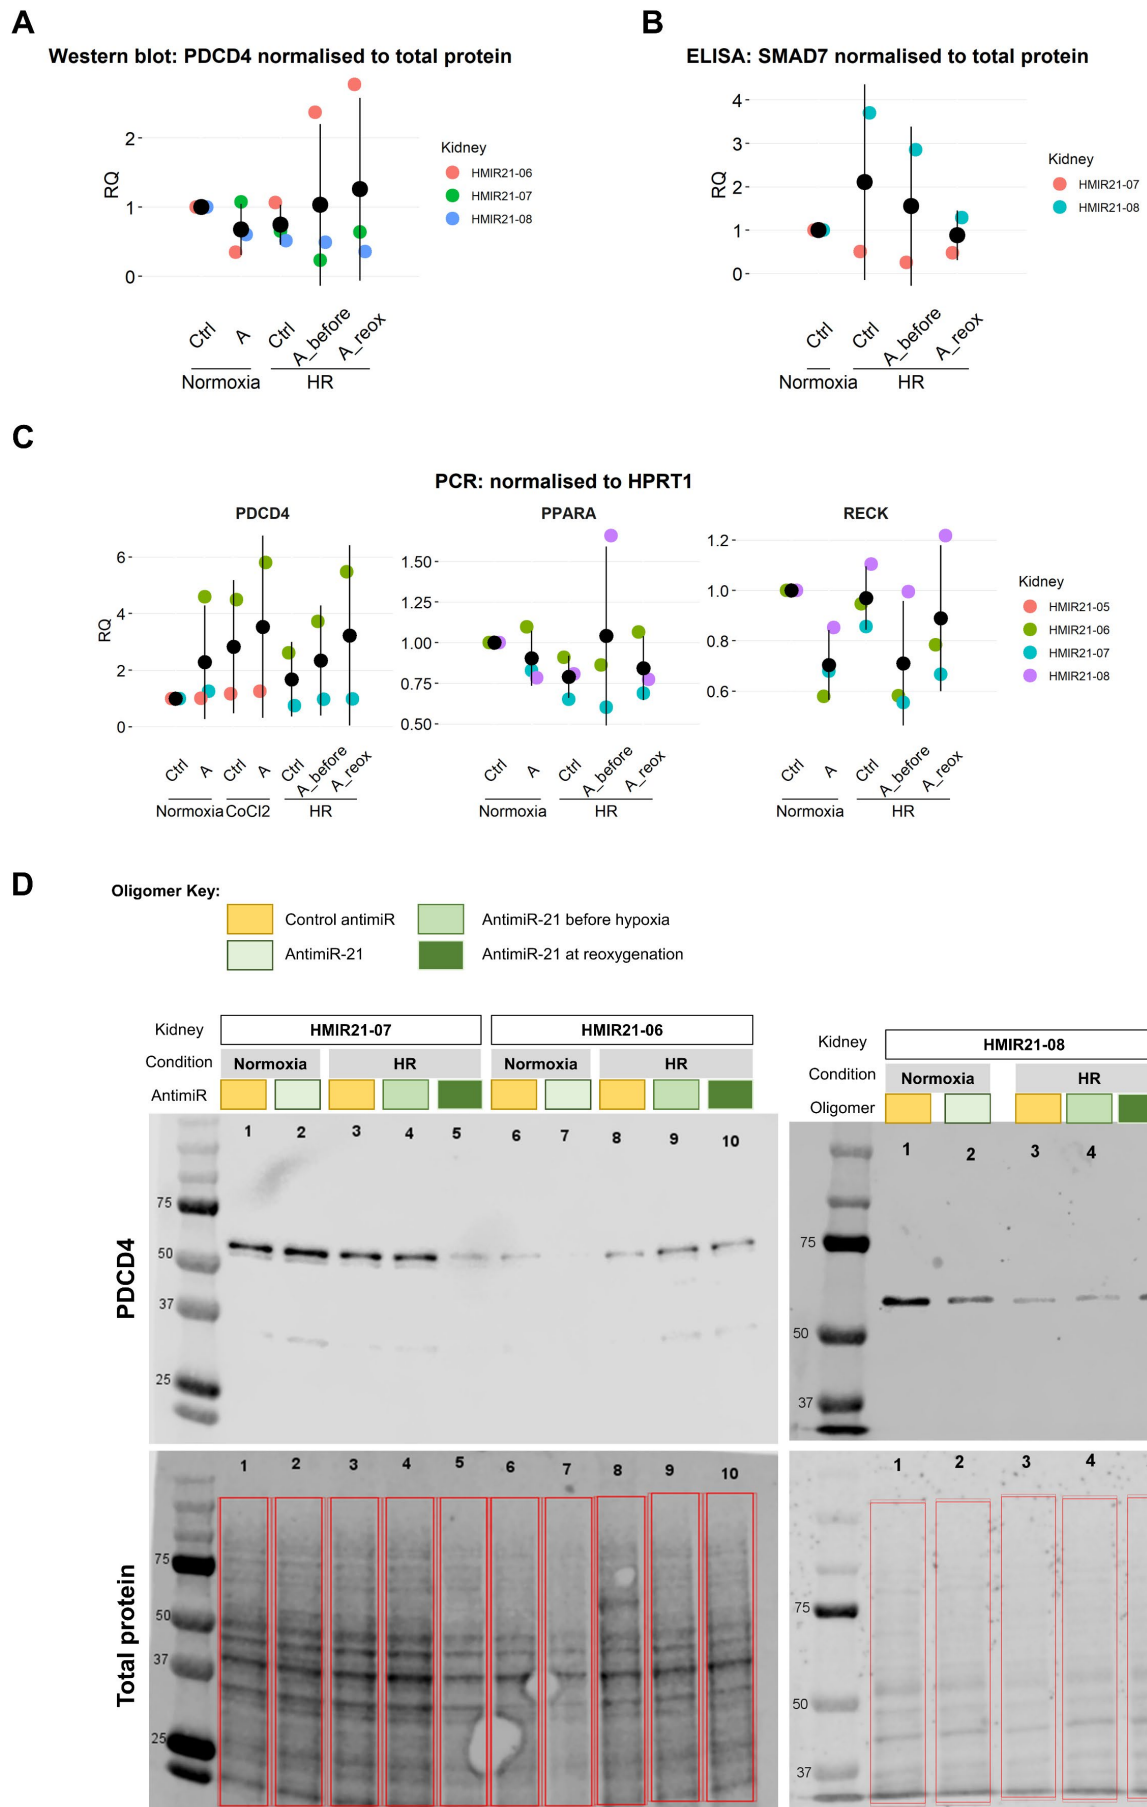 A
Western blot: PDCD4 normalised to total protein
RQ
2
1
0
Ctrl
A
Ctrl
A_before
A_reox
Normoxia
HR
Kidney
HMIR21-06
HMIR21-07
HMIR21-08
B
ELISA: SMAD7 normalised to total protein
RQ
4
3
2
1
0
Ctrl
Ctrl
A_before
A_reox
Normoxia
HR
Kidney
HMIR21-07
HMIR21-08
C
PCR: normalised to HPRT1
PDCD4
RQ
6
4
2
0
Ctrl
A
Ctrl
A
Ctrl
A_before
A_reox
Normoxia
CoCl2
HR
PPARA
1.50
1.25
1.00
0.75
0.50
Ctrl
A
Ctrl
A_before
A_reox
Normoxia
HR
RECK
1.2
1.0
0.8
0.6
Ctrl
A
Ctrl
A_before
A_reox
Normoxia
HR
Kidney
HMIR21-05
HMIR21-06
HMIR21-07
HMIR21-08
D
Oligomer Key:
Control antimiR
AntimiR-21 before hypoxia
AntimiR-21
AntimiR-21 at reoxygenation
Kidney HMIR21-07 HMIR21-06
Condition Normoxia HR Normoxia HR
AntimiR
1 2 3 4 5 6 7 8 9 10
PDCD4
75
50
37
25
1 2 3 4 5 6 7 8 9 10
Total protein
75
50
37
25
Kidney HMIR21-08
Condition Normoxia HR
Oligomer
1 2 3 4
75
50
37
1 2 3 4
75
50
37